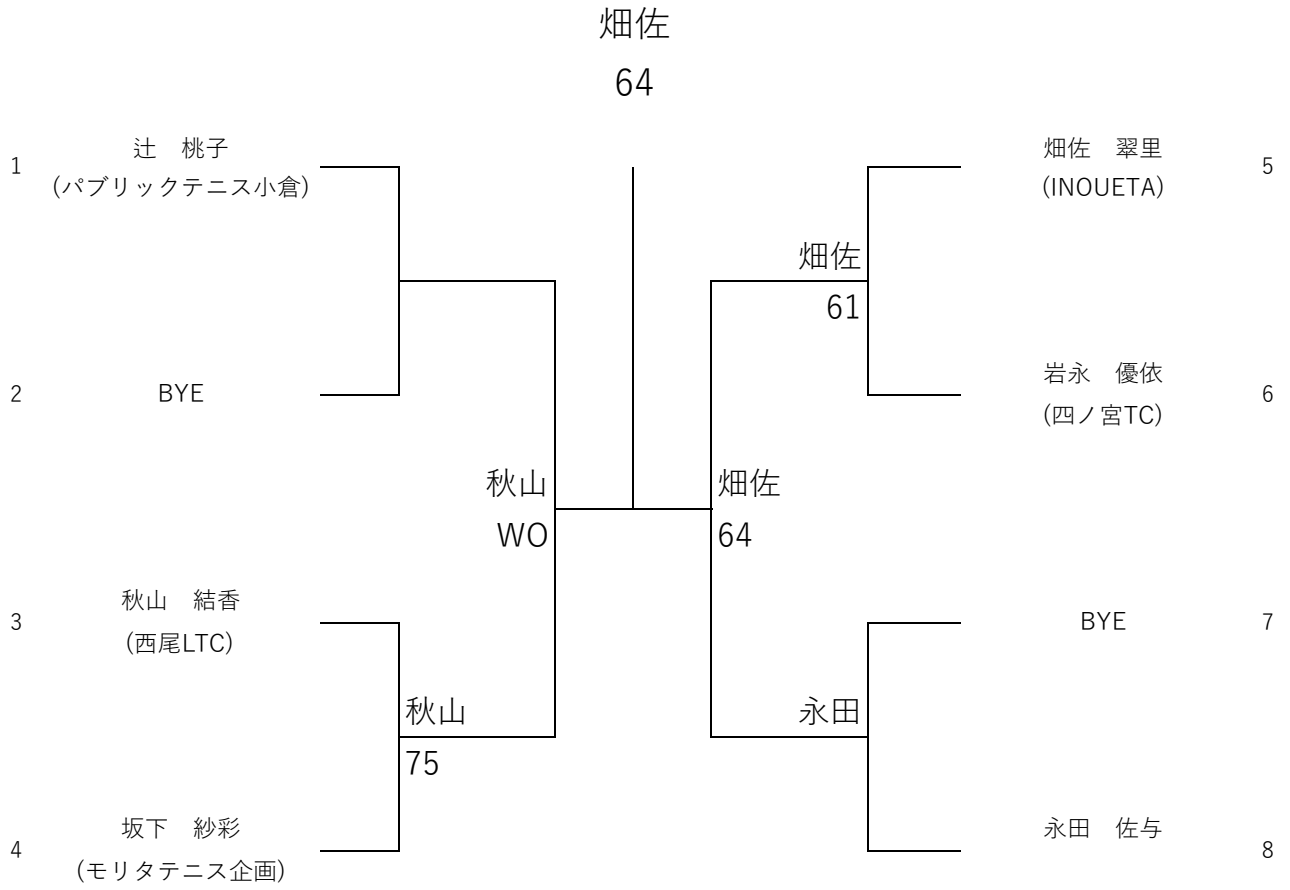 畑佐
64
1
辻　桃子
(パブリックテニス小倉)
2
BYE
秋山
WO
3
秋山　結香
(西尾LTC)
秋山
75
4
坂下　紗彩
(モリタテニス企画)
畑佐　翠里
(INOUETA)
5
畑佐
61
岩永　優依
(四ノ宮TC)
6
畑佐
64
BYE
7
永田
永田　佐与
8